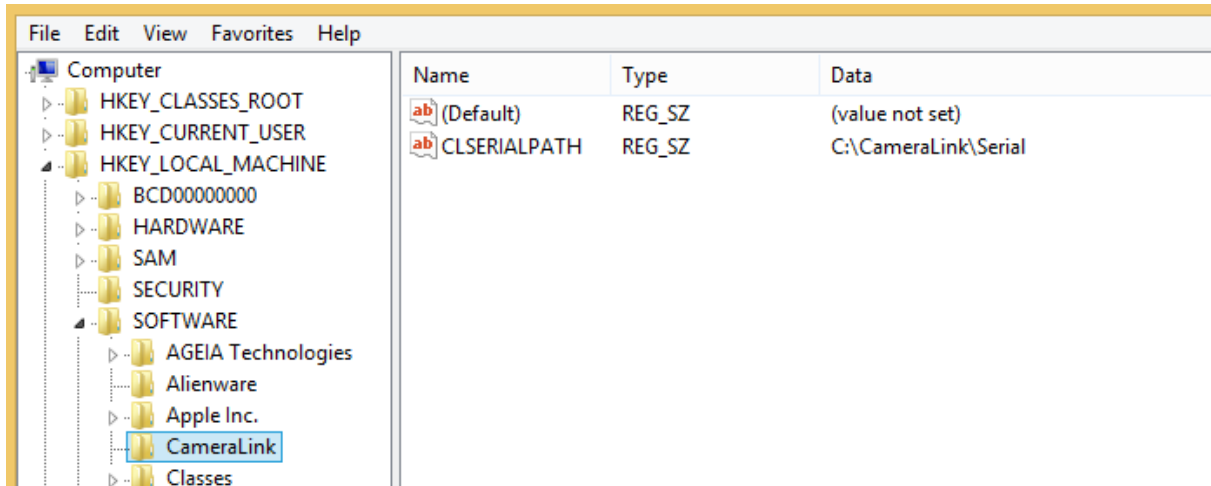 File Edit View Favorites Help
Computer
HKEY_CLASSES_ROOT
HKEY_CURRENT_USER
HKEY_LOCAL_MACHINE
BCD00000000
HARDWARE
SAM
SECURITY
SOFTWARE
AGEIA Technologies
Alienware
Apple Inc.
CameraLink
Classes
Name Type Data
ab (Default) REG_SZ (value not set)
ab CLSERIALPATH REG_SZ C:\CameraLink\Serial